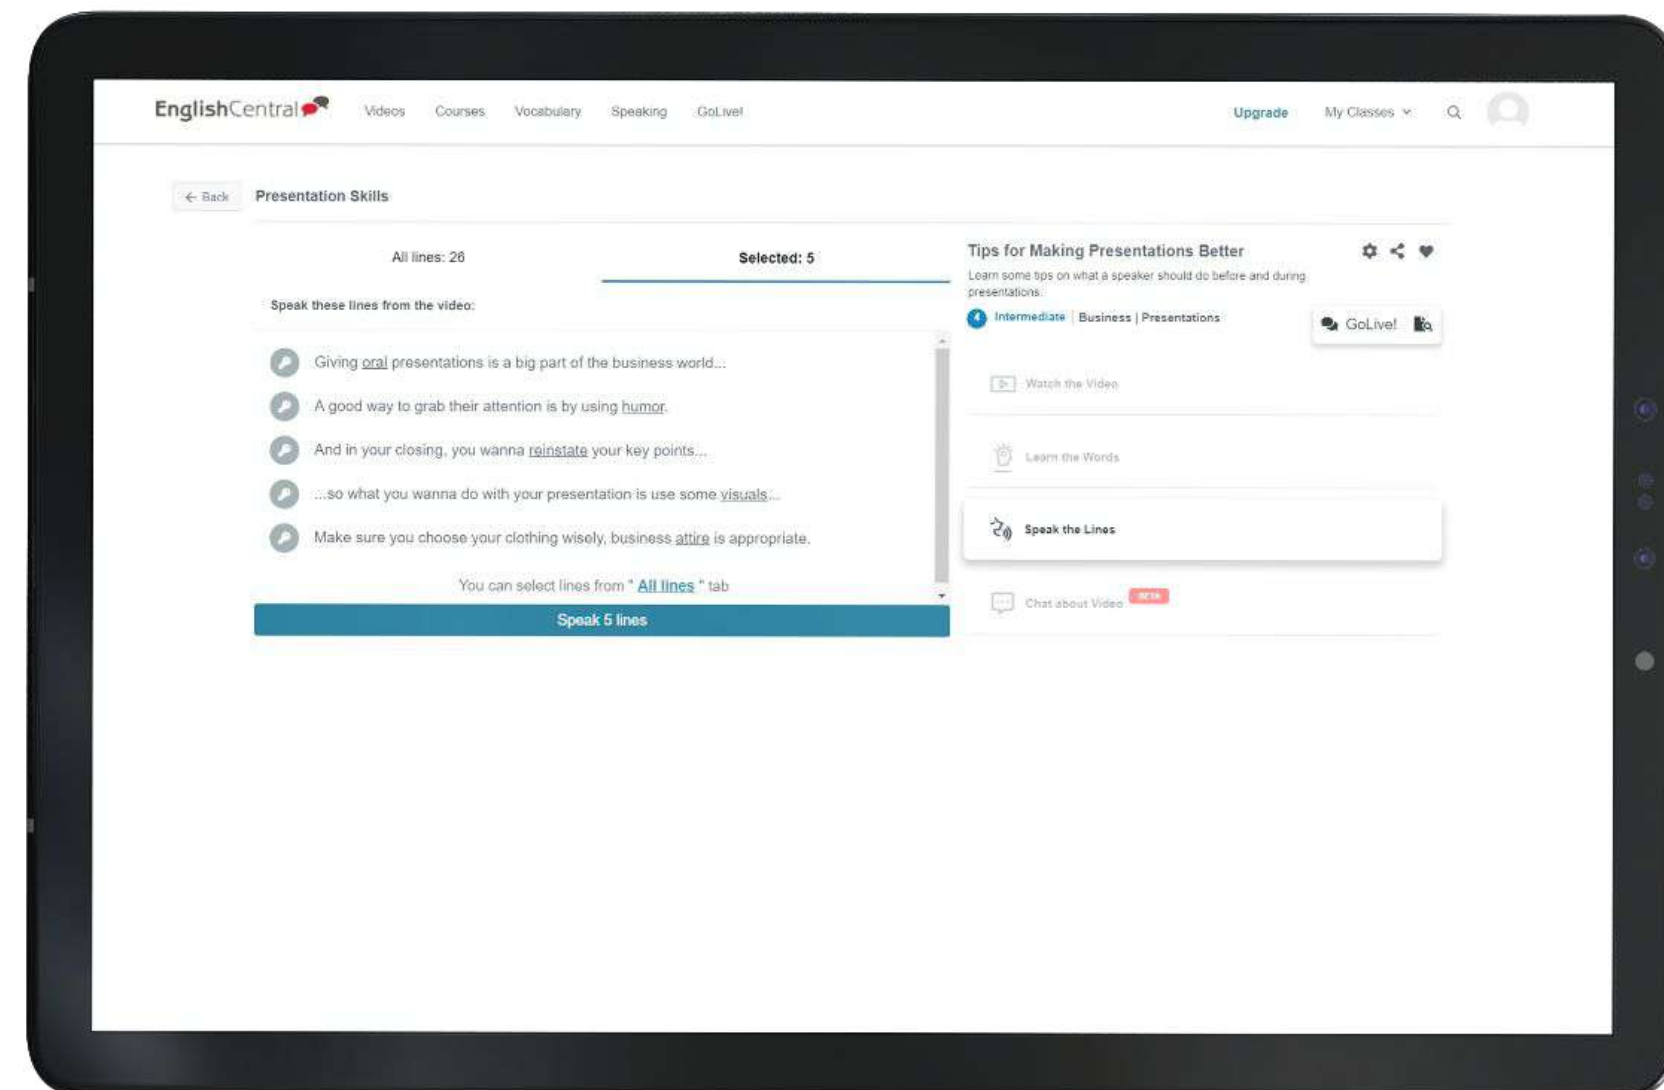 EnglishCentral Videos Courses Vocabulary Speaking GoLive! Upgrade My Classes
← Back Presentation Skills
All lines: 26 Selected: 5
Speak these lines from the video:
Giving oral presentations is a big part of the business world...
A good way to grab their attention is by using humor.
And in your closing, you wanna reinstate your key points...
...so what you wanna do with your presentation is use some visuals...
Make sure you choose your clothing wisely, business attire is appropriate.
You can select lines from " All lines " tab
Speak 5 lines
Tips for Making Presentations Better
Learn some tips on what a speaker should do before and during
presentations.
4 Intermediate | Business | Presentations
GoLive!
Watch the Video
Learn the Words
Speak the Lines
Chat about Video BETA